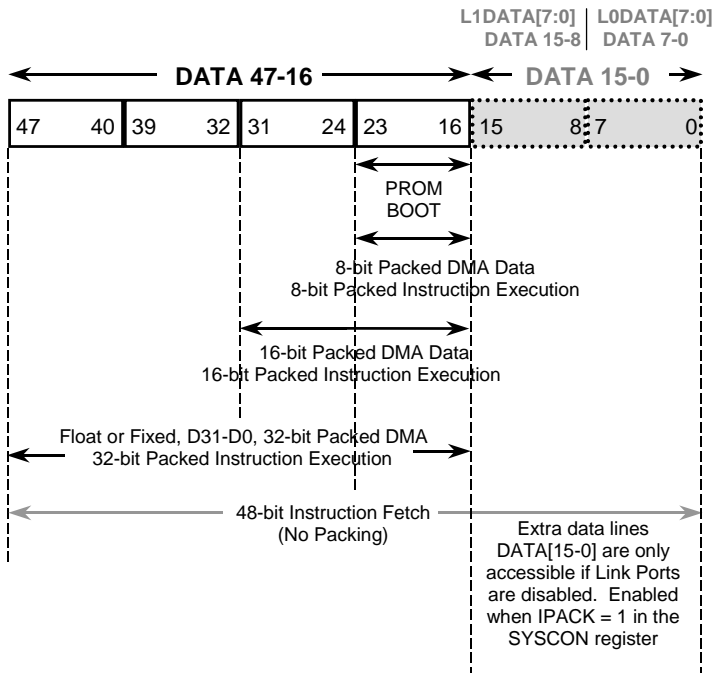 L1DATA[7:0] L0DATA[7:0]
DATA 15-8 DATA 7-0
DATA 47-16 DATA 15-0
47 40 39 32 31 24 23 16 15 8 7 0
PROM
BOOT
8-bit Packed DMA Data
8-bit Packed Instruction Execution
16-bit Packed DMA Data
16-bit Packed Instruction Execution
Float or Fixed, D31-D0, 32-bit Packed DMA
32-bit Packed Instruction Execution
48-bit Instruction Fetch
(No Packing)
Extra data lines
DATA[15-0] are only
accessible if Link Ports
are disabled. Enabled
when IPACK = 1 in the
SYSCON register